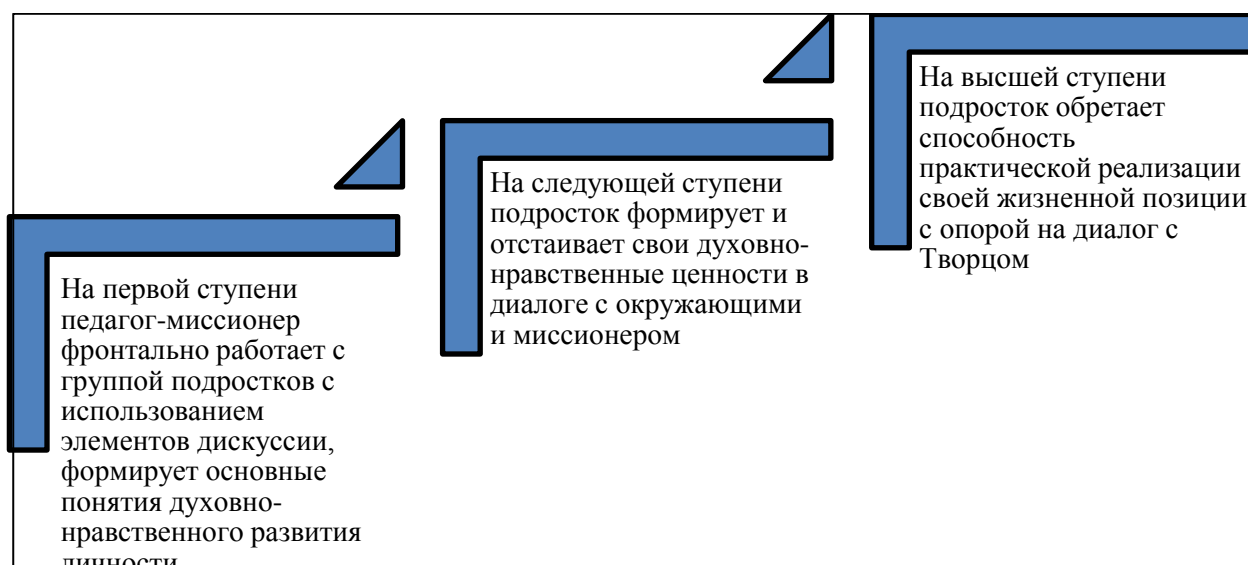 На первой ступени
педагог-миссионер
фронтально работает с
группой подростков с
использованием
элементов дискуссии,
формирует основные
понятия духовно-
нравственного развития
личности
На следующей ступени
подросток формирует и
отстаивает свои духовно-
нравственные ценности в
диалоге с окружающими
и миссионером
На высшей ступени
подросток обретает
способность
практической реализации
своей жизненной позиции
с опорой на диалог с
Творцом